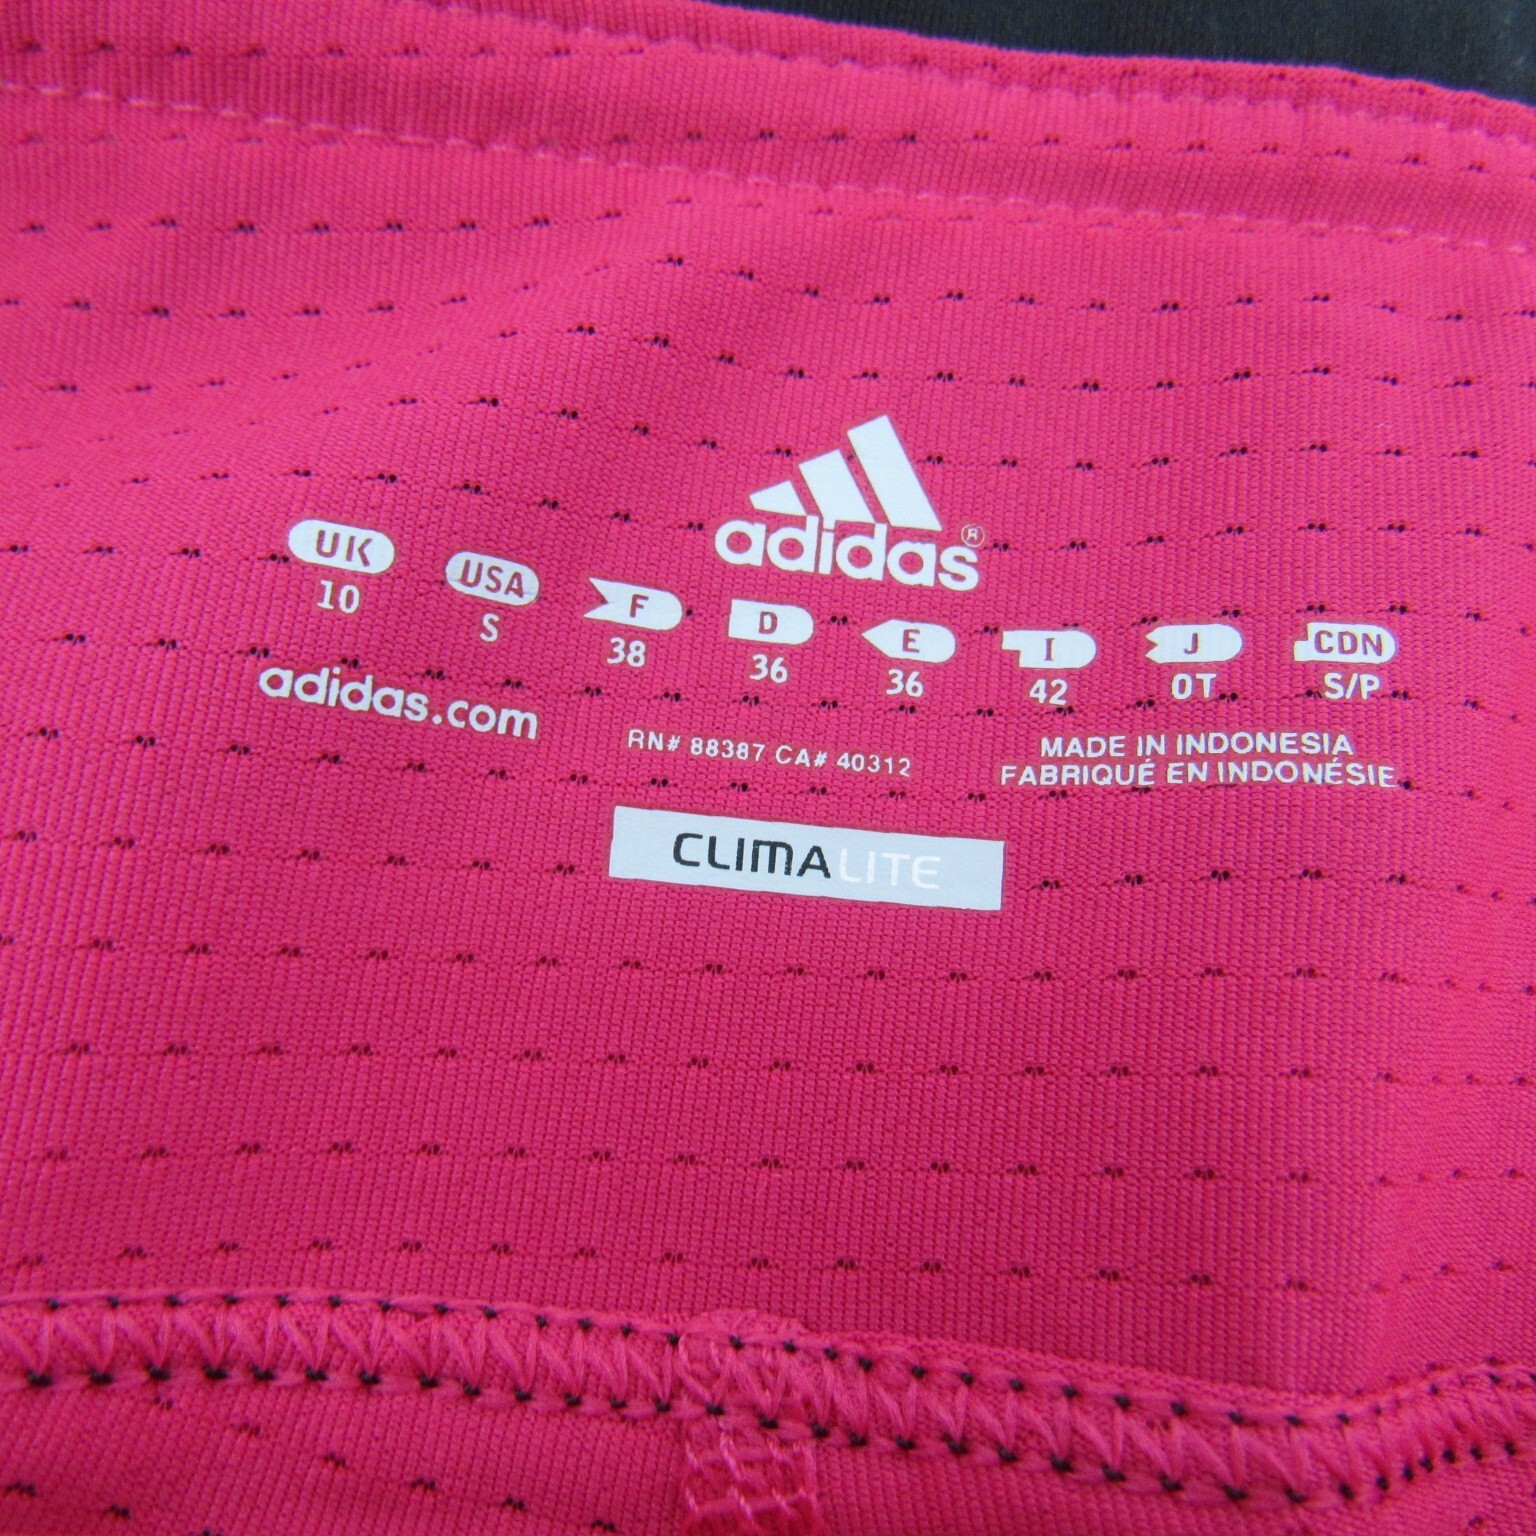 adidas ®
UK USA F D E I J CDN
10 S 38 36 36 42 OT S/P
adidas.com
RN# 88387 CA# 40312
MADE IN INDONESIA
FABRIQUÉ EN INDONÉSIE
CLIMALITE